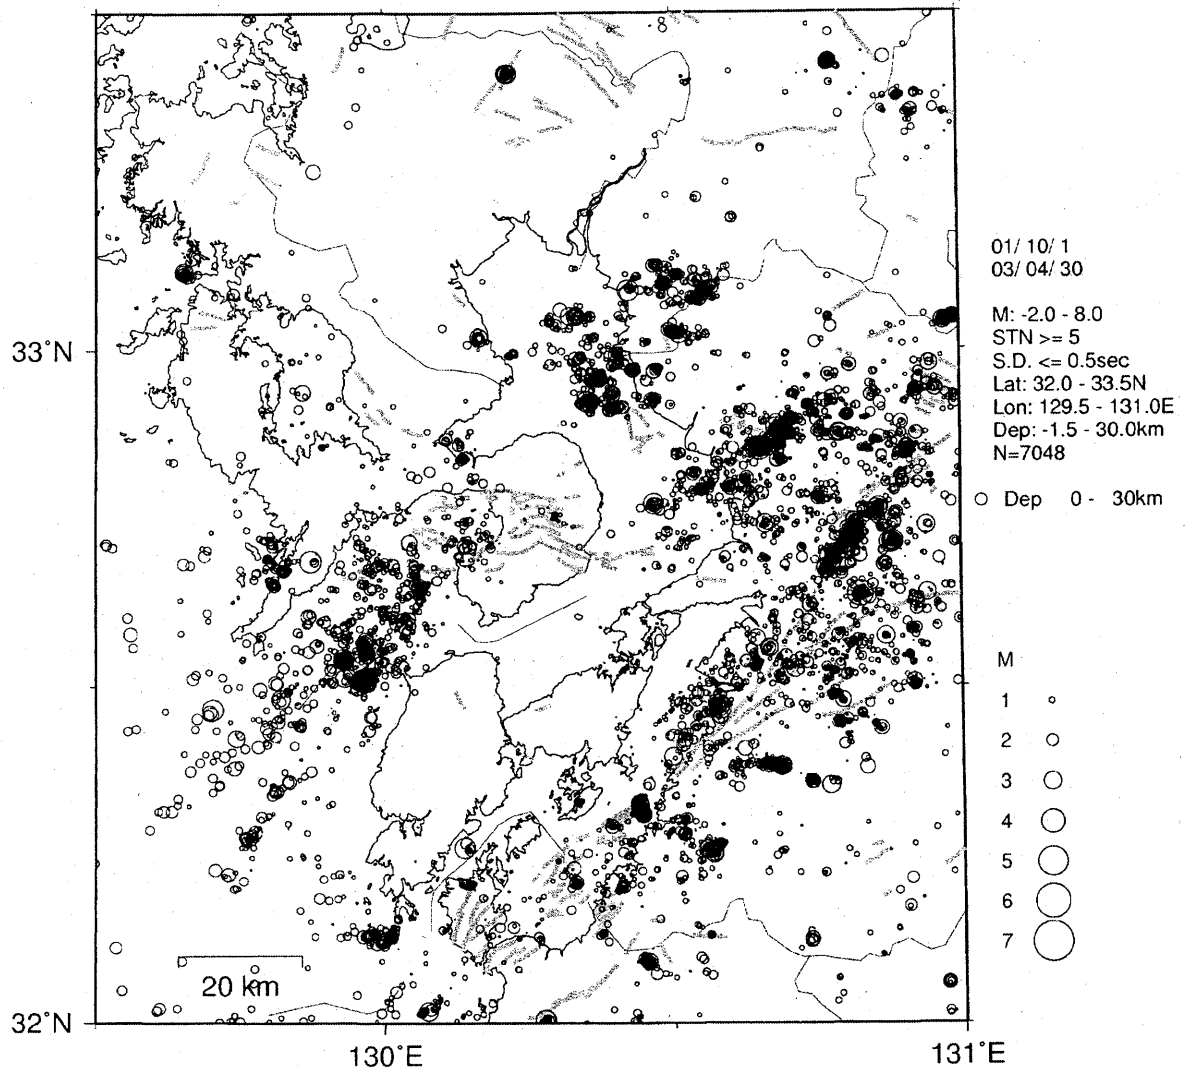 01/ 10/ 1
03/ 04/ 30
M: -2.0 - 8.0
STN >= 5
S.D. <= 0.5sec
Lat: 32.0 - 33.5N
Lon: 129.5 - 131.0E
Dep: -1.5 - 30.0km
N=7048
Dep 0 - 30km
M
1
2
3
4
5
6
7
33°N
32°N
20 km
130°E
131°E